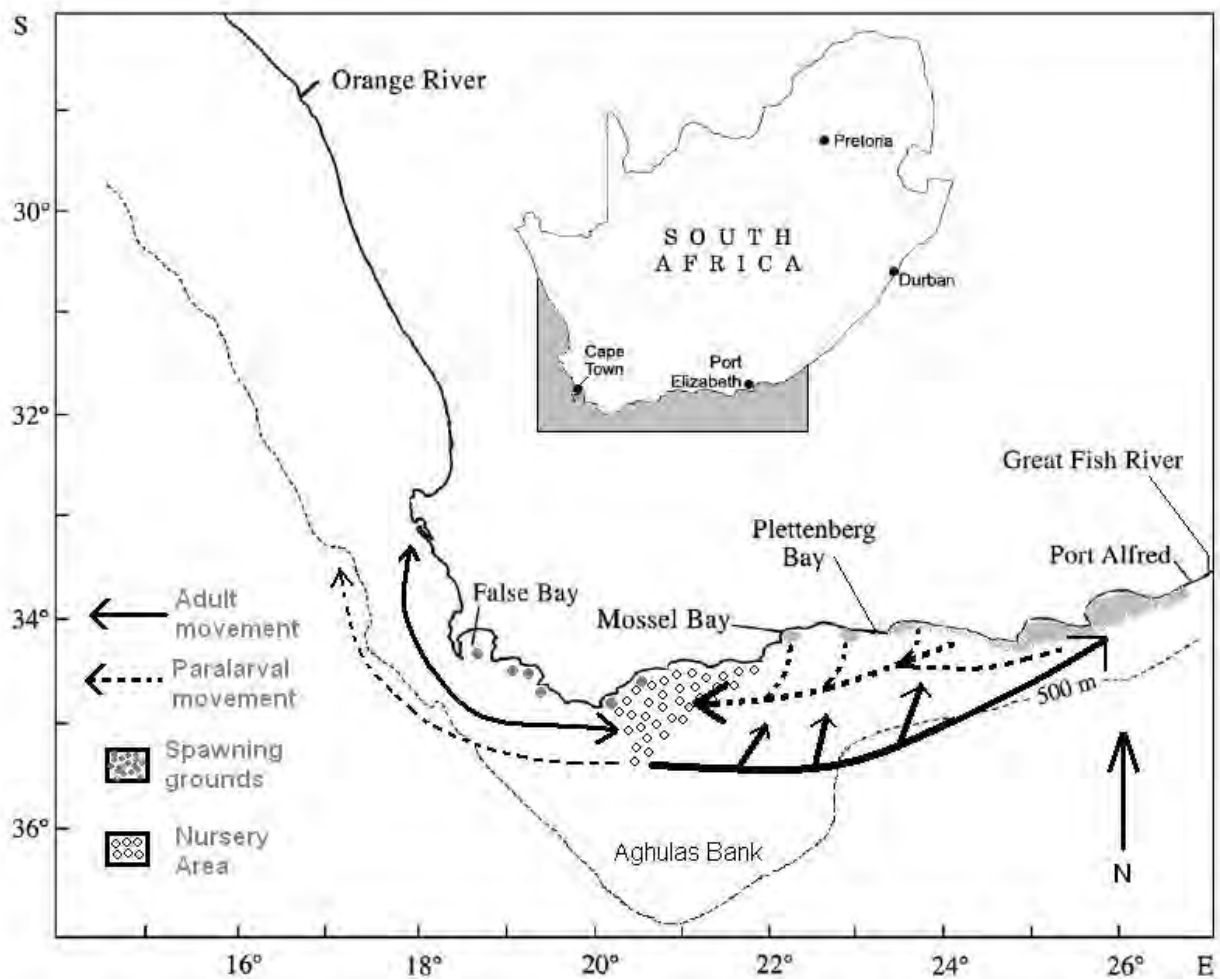 S
Orange River
Pretoria
30°
SOUTH
AFRICA
Durban
Cape
Town
Port
Elizabeth
32°
Great Fish River
Plettenberg
Bay
Port Alfred
34°
Adult
movement
False Bay
Mossel Bay
Paralarval
movement
500 m
Spawning
grounds
36°
Nursery
Area
Aghulas Bank
N
16°
18°
20°
22°
24°
26°
E